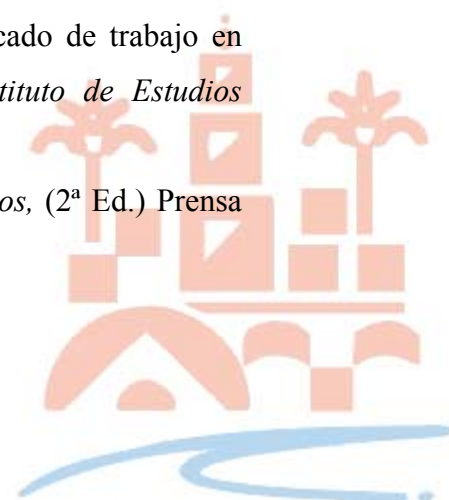 cado de trabajo en
tituto de Estudios
os, (2ª Ed.) Prensa